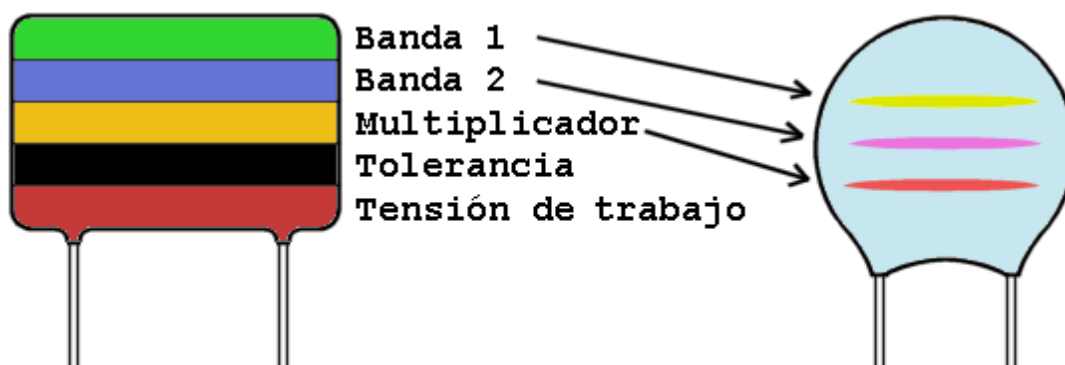 Banda 1
Banda 2
Multiplicador
Tolerancia
Tensión de trabajo